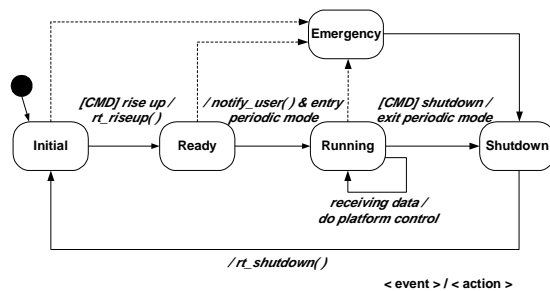 Emergency
[CMD] rise up /
rt_riseup( )
/ notify_user( ) & entry
periodic mode
[CMD] shutdown /
exit periodic mode
Initial
Ready
Running
Shutdown
receiving data /
do platform control
/ rt_shutdown( )
< event > / < action >